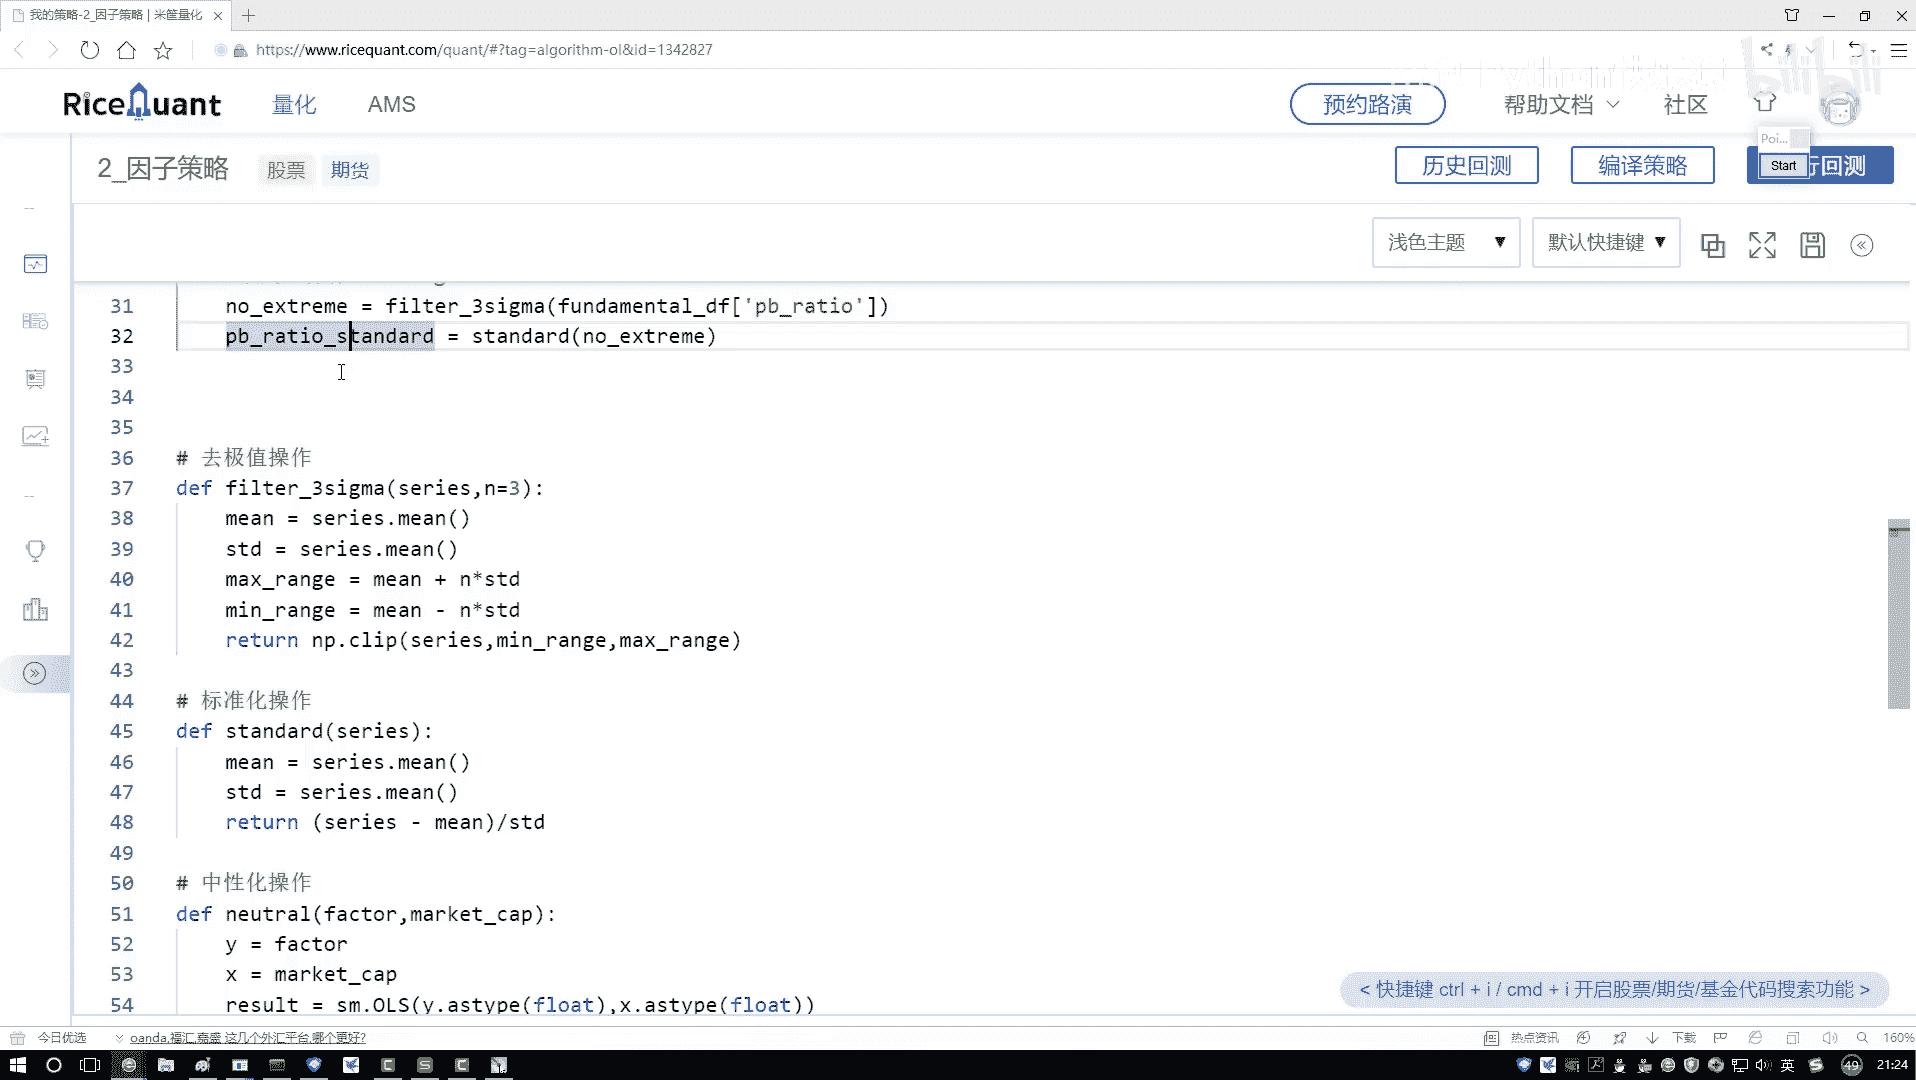 我的策略-2_因子策略 | 米筐量化
https://www.ricequant.com/quant/#?tag=algorithm-ol&id=1342827
bilibili
RiceQuant 量化 AMS 预约路演 帮助文档 社区
Poi...
2_因子策略 股票 期货 历史回测 编译策略 Start 行回测
浅色主题 默认快捷键
31 no_extreme = filter_3sigma(fundamental_df['pb_ratio'])
32 pb_ratio_standard = standard(no_extreme)
33
34
35
36 # 去极值操作
37 def filter_3sigma(series,n=3):
38 mean = series.mean()
39 std = series.mean()
40 max_range = mean + n*std
41 min_range = mean - n*std
42 return np.clip(series,min_range,max_range)
43
44 # 标准化操作
45 def standard(series):
46 mean = series.mean()
47 std = series.mean()
48 return (series - mean)/std
49
50 # 中性化操作
51 def neutral(factor,market_cap):
52 y = factor
53 x = market_cap
54 result = sm.OLS(y.astype(float),x.astype(float))
< 快捷键 ctrl + i / cmd + i 开启股票/期货/基金代码搜索功能 >
今日优选 oanda,福汇,嘉盛 这几个外汇平台,哪个更好? 热点资讯 下载 160%
英 49 21:24